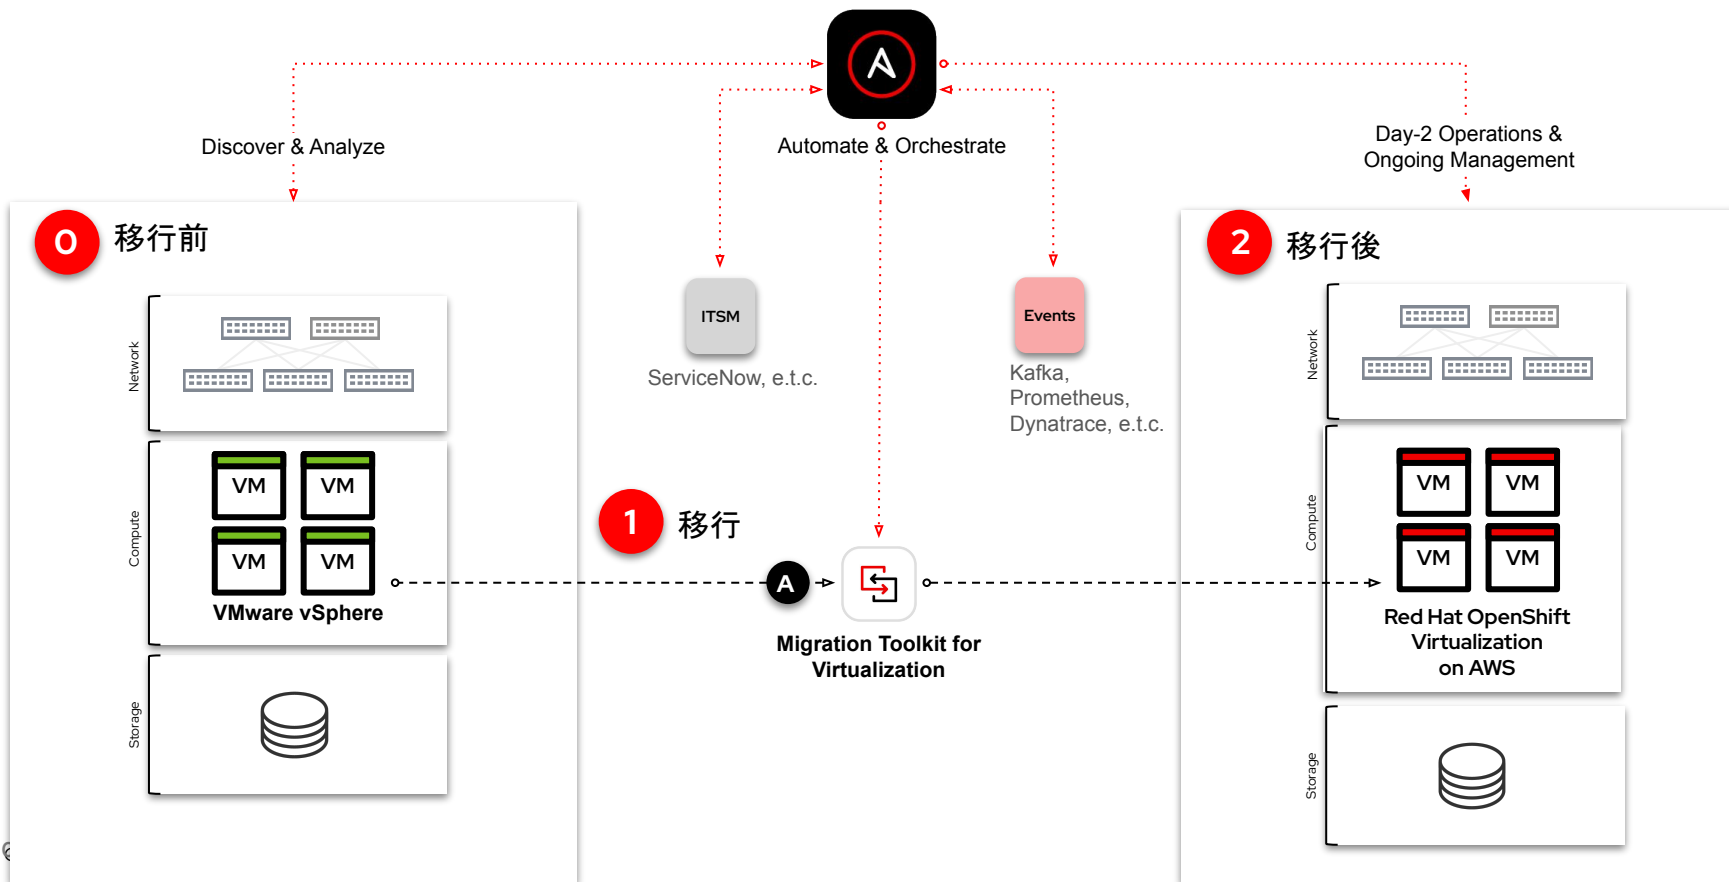 Automate & Orchestrate
Discover & Analyze
Day-2 Operations &
Ongoing Management
0
移行前
Network
Compute
VM
VM
VM
VM
VMware vSphere
Storage
ITSM
ServiceNow, e.t.c.
Events
Kafka,
Prometheus,
Dynatrace, e.t.c.
1
移行
A
Migration Toolkit for
Virtualization
2
移行後
Network
Compute
VM
VM
VM
VM
Red Hat OpenShift
Virtualization
on AWS
Storage